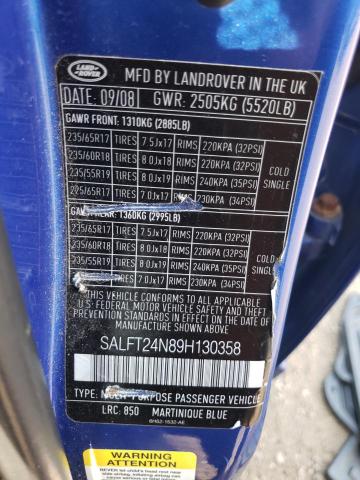 LAND ROVER
MFD BY LANDROVER IN THE UK
DATE: 09/08 GWR: 2505KG (5520LB)
GAWR FRONT: 1310KG (2885LB)
235/65R17 TIRES 7.5Jx17 RIMS 220KPA (32PSI)
235/60R18 TIRES 8.0Jx18 RIMS 220KPA (32PSI) COLD
235/55R19 TIRES 8.0Jx19 RIMS 240KPA (35PSI) SINGLE
225/65R17 TIRES 7.0Jx17 RIMS 230KPA (34PSI)
REAR: 1360KG (2995LB)
235/65R17 TIRES 7.5Jx17 RIMS 220KPA (32PSI)
235/60R18 TIRES 8.0Jx18 RIMS 220KPA (32PSI) COLD
235/55R19 TIRES 8.0Jx19 RIMS 240KPA (35PSI) SINGLE
TIRES 7.0Jx17 RIMS 230KPA (34PSI)
THIS VEHICLE CONFORMS TO ALL APPLICABLE
U.S. FEDERAL MOTOR VEHICLE SAFETY
STANDARDS IN EFFECT ON THE DATE OF
MANUFACTURE SHOWN ABOVE
SALFT24N89H130358
TYPE: PURPOSE PASSENGER VEHICLE
LRC: 850 MARTINIQUE BLUE
6H52-1532-AE
WARNING